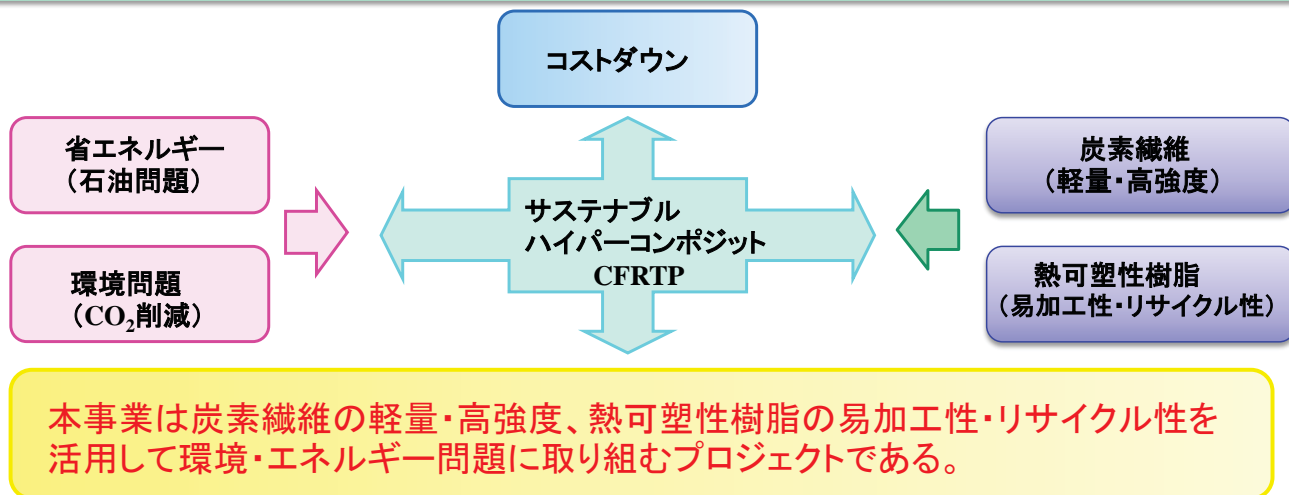 コストダウン
省エネルギー
（石油問題）
環境問題
（CO₂削減）
サステナブル
ハイパーコンポジット
CFRTP
炭素繊維
（軽量・高強度）
熱可塑性樹脂
（易加工性・リサイクル性）
本事業は炭素繊維の軽量・高強度、熱可塑性樹脂の易加工性・リサイクル性を
活用して環境・エネルギー問題に取り組むプロジェクトである。